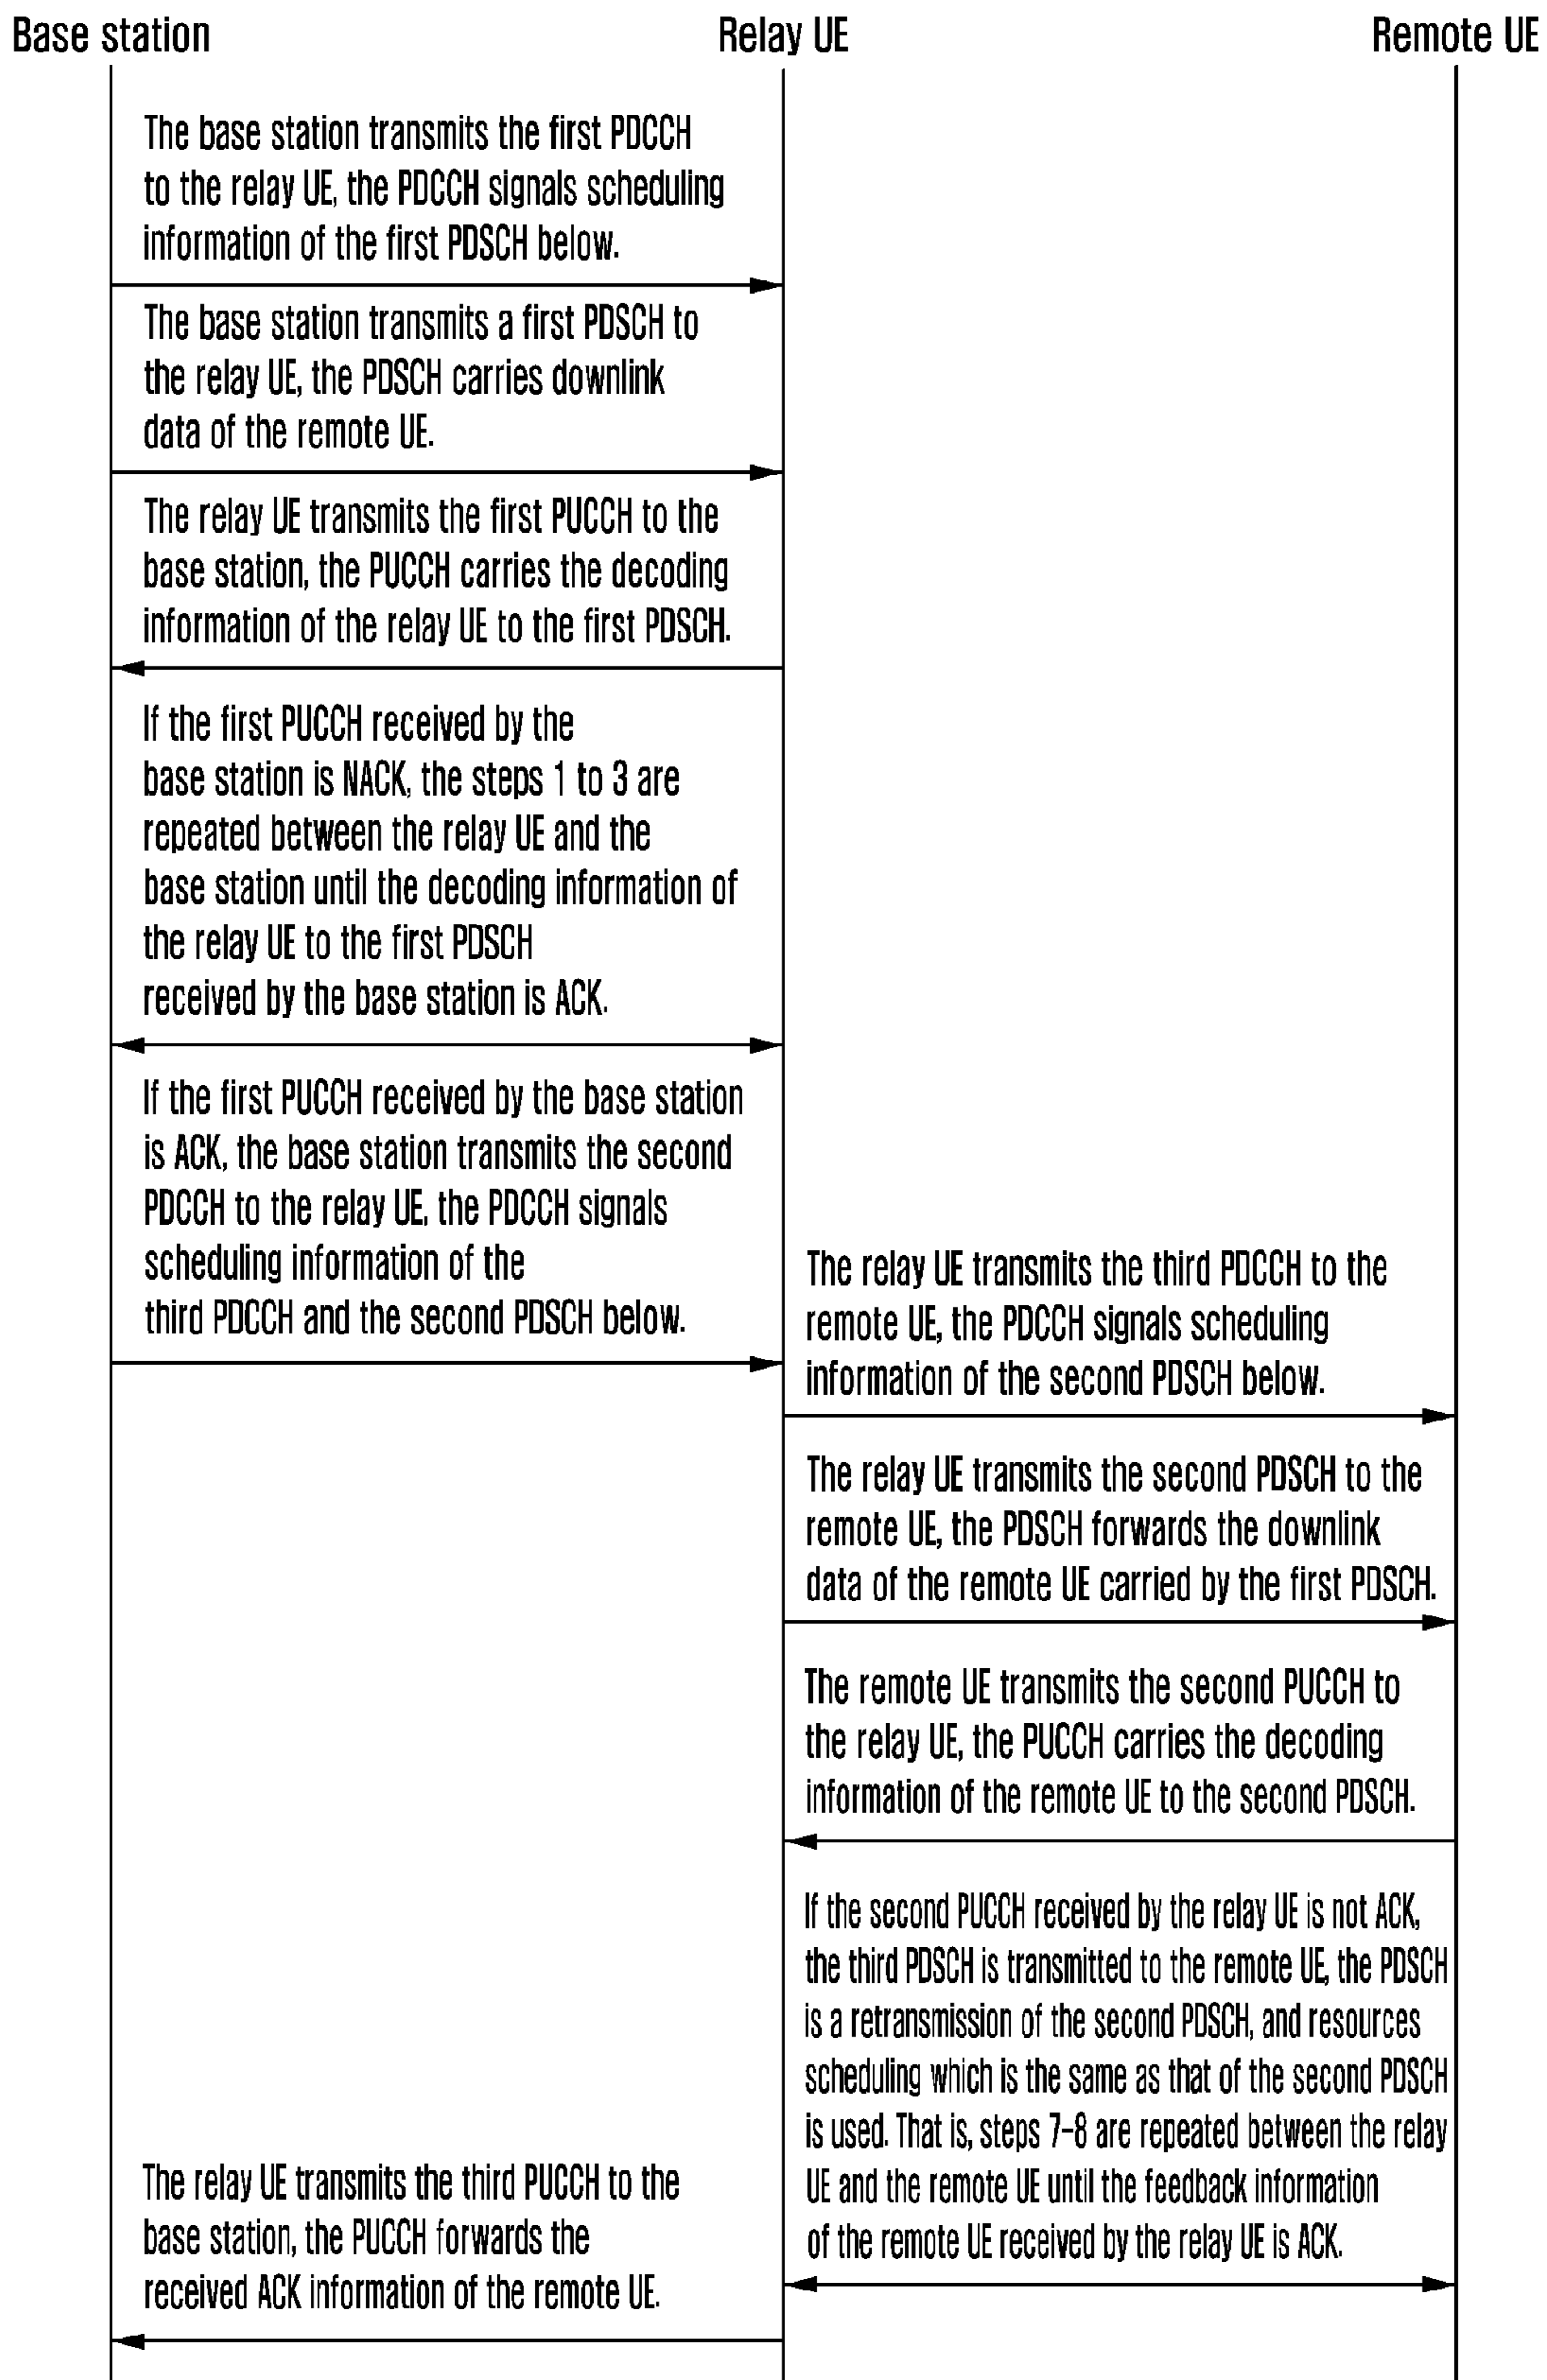 Base station
Relay UE
Remote UE
The base station transmits the first PDCCH
to the relay UE, the PDCCH signals scheduling
information of the first PDSCH below.
The base station transmits a first PDSCH to
the relay UE, the PDSCH carries downlink
data of the remote UE.
The relay UE transmits the first PUCCH to the
base station, the PUCCH carries the decoding
information of the relay UE to the first PDSCH.
If the first PUCCH received by the
base station is NACK, the steps 1 to 3 are
repeated between the relay UE and the
base station until the decoding information of
the relay UE to the first PDSCH
received by the base station is ACK.
If the first PUCCH received by the base station
is ACK, the base station transmits the second
PDCCH to the relay UE, the PDCCH signals
scheduling information of the
third PDCCH and the second PDSCH below.
The relay UE transmits the third PDCCH to the
remote UE, the PDCCH signals scheduling
information of the second PDSCH below.
The relay UE transmits the second PDSCH to the
remote UE, the PDSCH forwards the downlink
data of the remote UE carried by the first PDSCH.
The remote UE transmits the second PUCCH to
the relay UE, the PUCCH carries the decoding
information of the remote UE to the second PDSCH.
If the second PUCCH received by the relay UE is not ACK,
the third PDSCH is transmitted to the remote UE, the PDSCH
is a retransmission of the second PDSCH, and resources
scheduling which is the same as that of the second PDSCH
is used. That is, steps 7-8 are repeated between the relay
UE and the remote UE until the feedback information
of the remote UE received by the relay UE is ACK.
The relay UE transmits the third PUCCH to the
base station, the PUCCH forwards the
received ACK information of the remote UE.